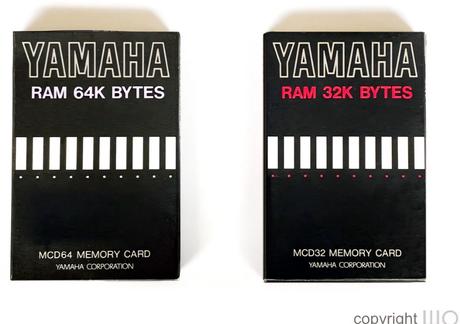 YAMAHA
RAM 64K BYTES
MCD64 MEMORY CARD
YAMAHA CORPORATION
YAMAHA
RAM 32K BYTES
MCD32 MEMORY CARD
YAMAHA CORPORATION
copyright